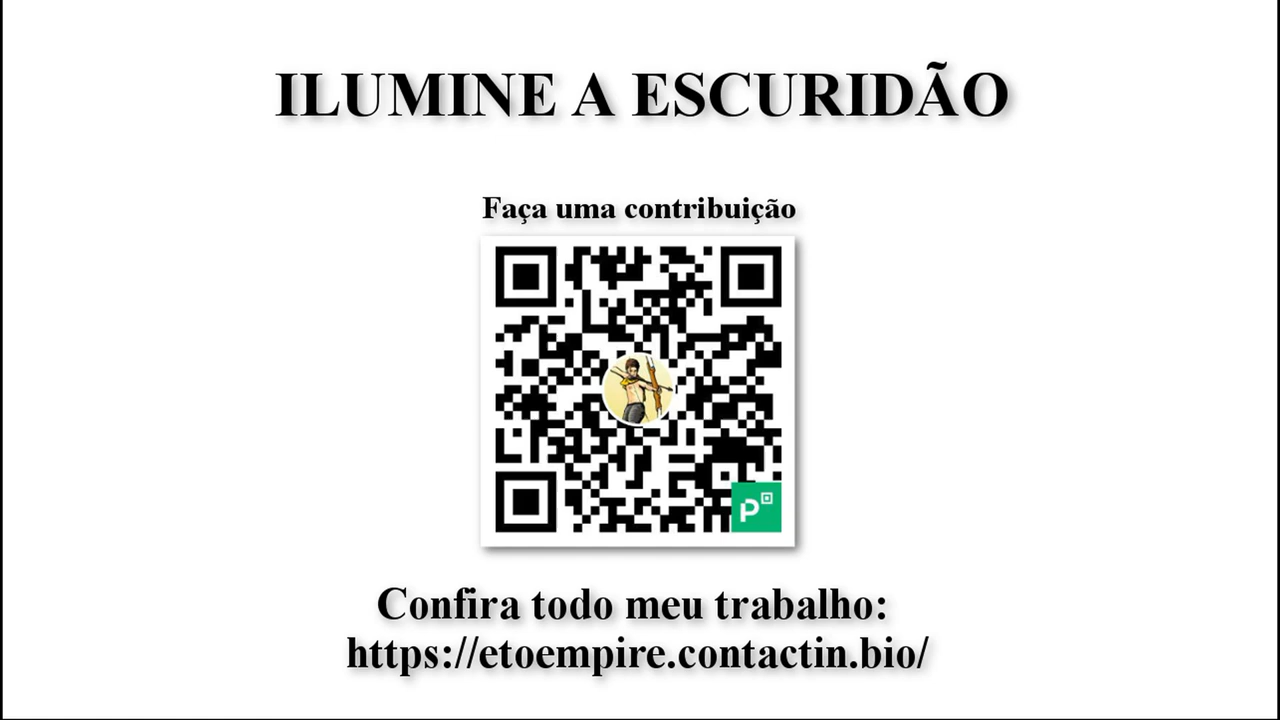 ILUMINE A ESCURIDÃO
Faça uma contribuição
P
Confira todo meu trabalho:
https://etoempire.contactin.bio/